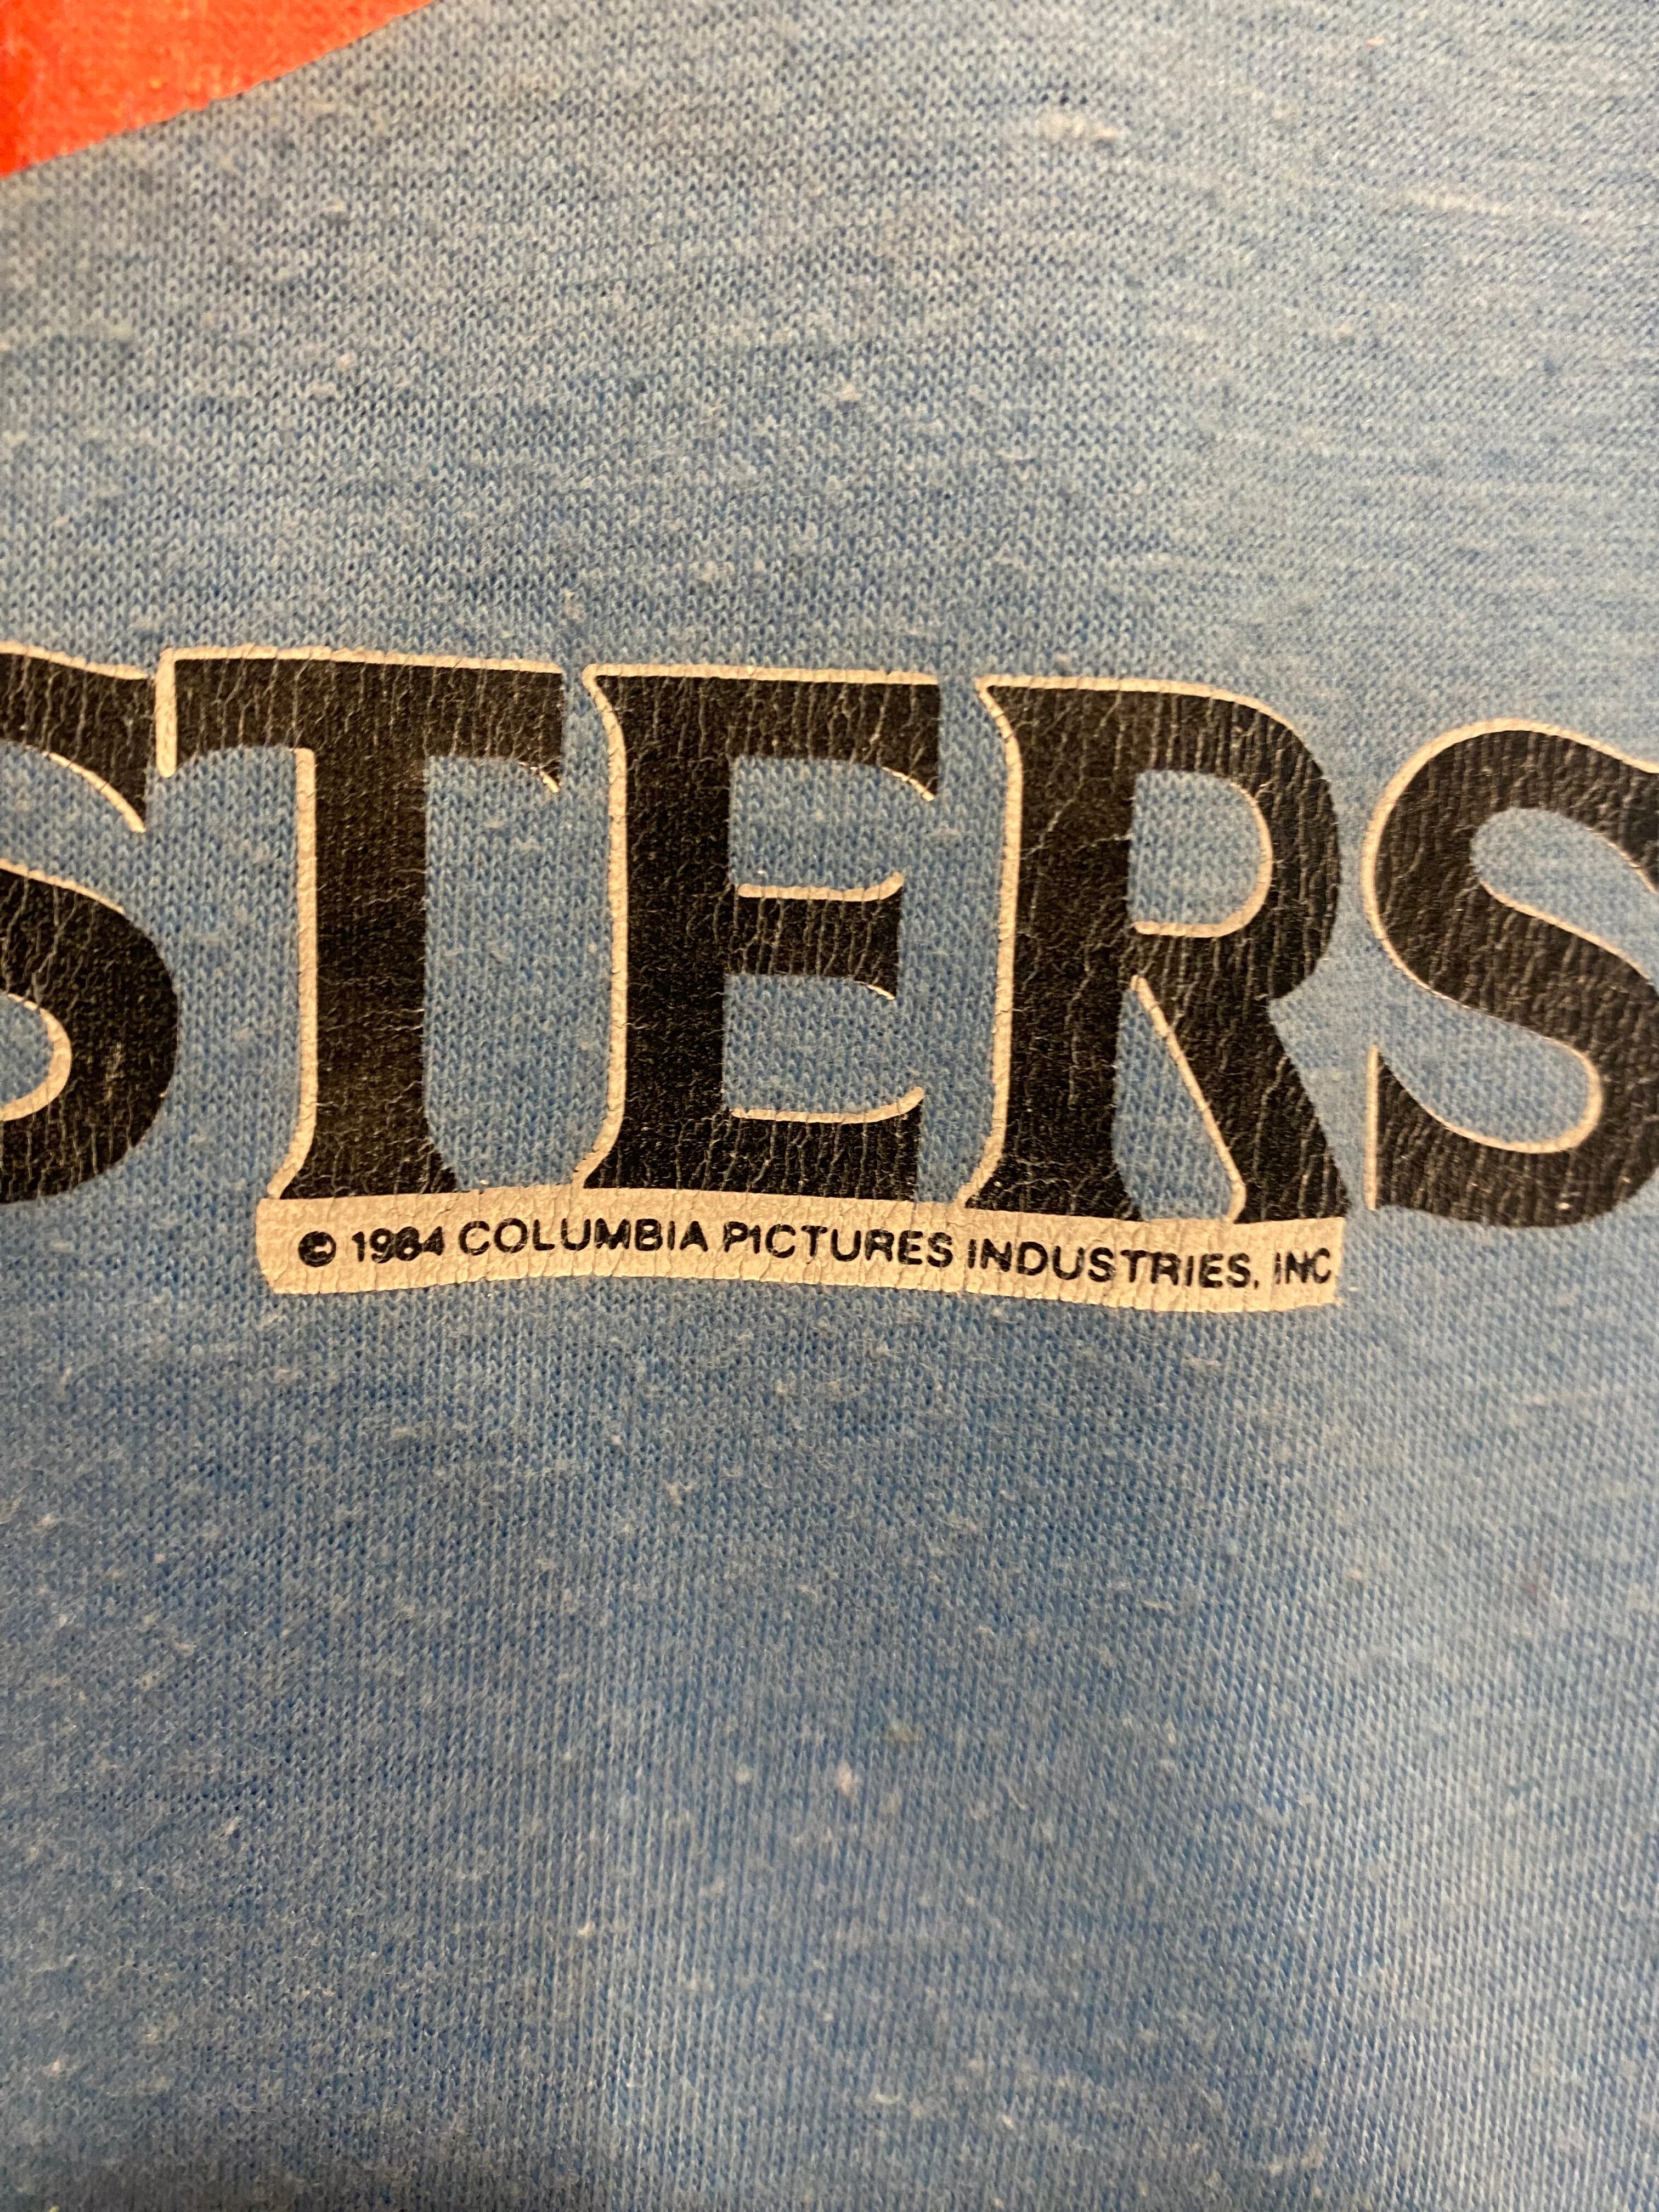 STERS
© 1984 COLUMBIA PICTURES INDUSTRIES, INC